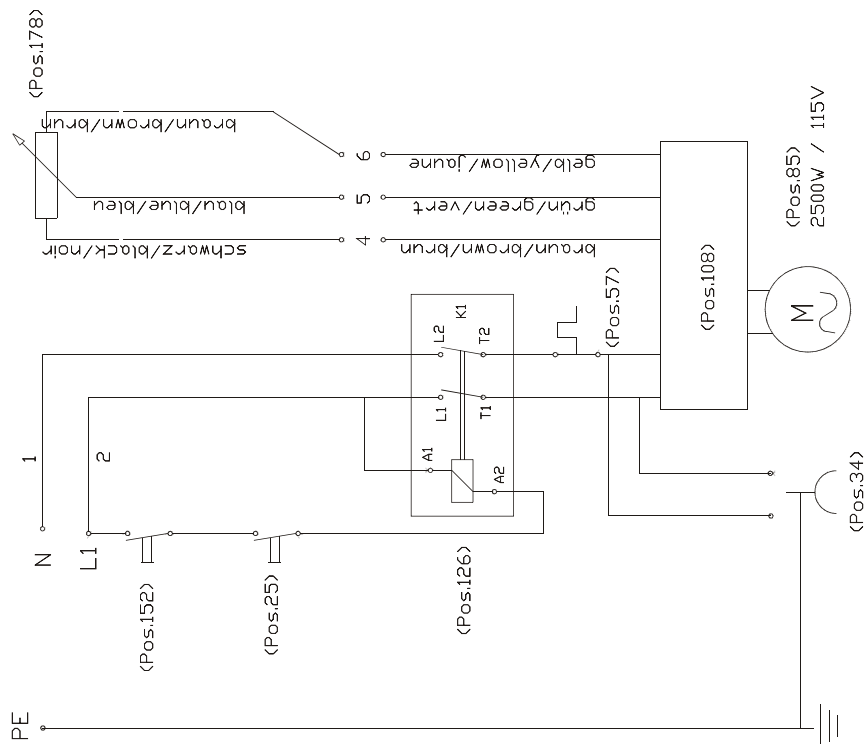 (Pos.178)
braun/brown/brun
blau/blue/bleu
schwarz/black/noir
6
5
4
gelb/yellow/jaune
grün/green/vert
braun/brown/brun
(Pos.85)
2500W / 115V
(Pos.108)
M
(Pos.57)
K1
L2
T2
L1
T1
A1
A2
(Pos.126)
1
2
N
L1
(Pos.152)
(Pos.25)
(Pos.34)
PE